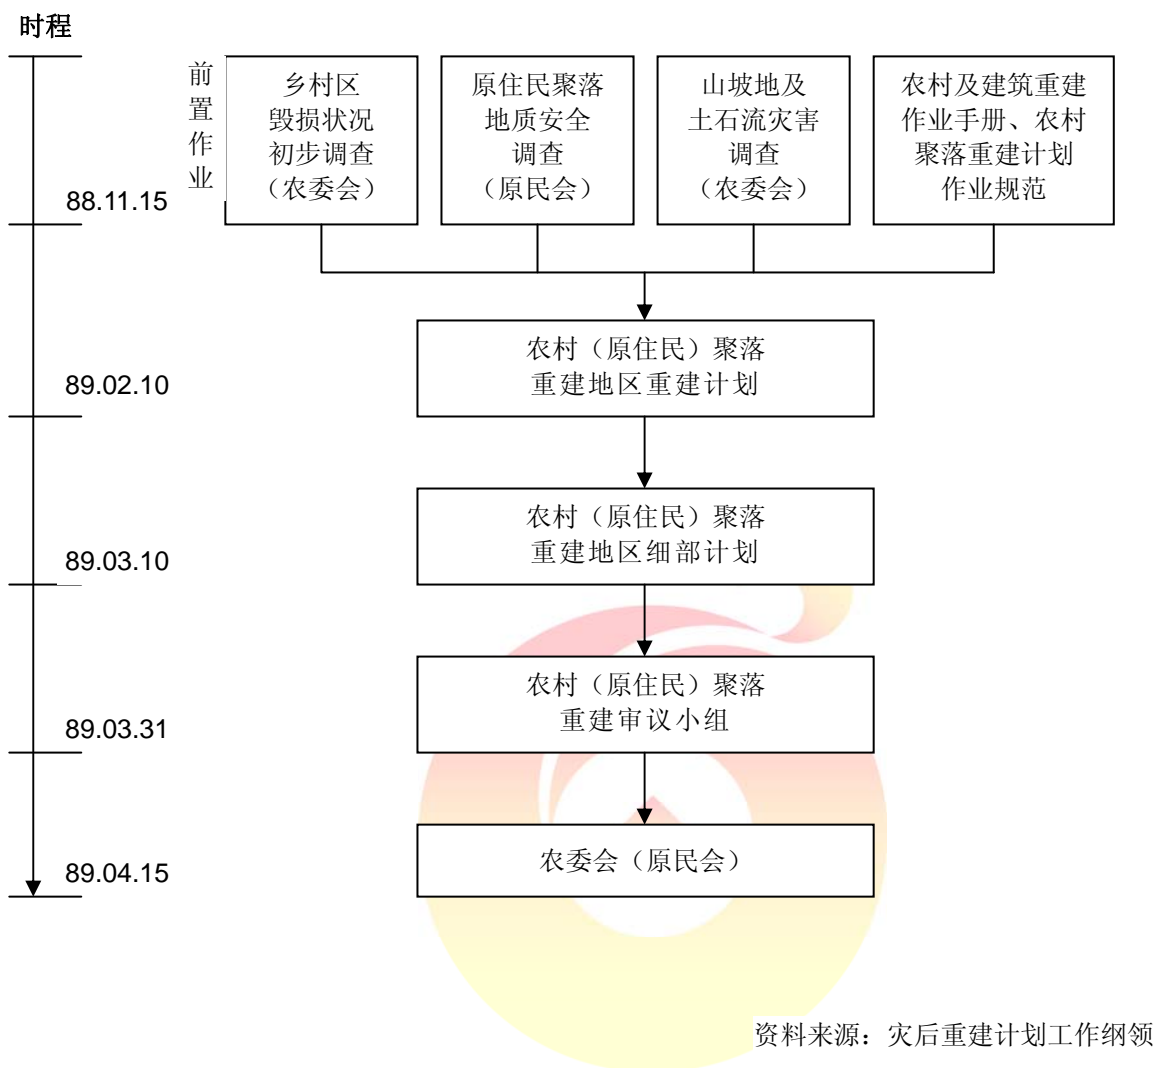 时程
前
置
作
业
乡村区
毁损状况
初步调查
（农委会）
原住民聚落
地质安全
调查
（原民会）
山坡地及
土石流灾害
调查
（农委会）
农村及建筑重建
作业手册、农村
聚落重建计划
作业规范
88.11.15
农村（原住民）聚落
重建地区重建计划
89.02.10
农村（原住民）聚落
重建地区细部计划
89.03.10
农村（原住民）聚落
重建审议小组
89.03.31
农委会（原民会）
89.04.15
资料来源：灾后重建计划工作纲领